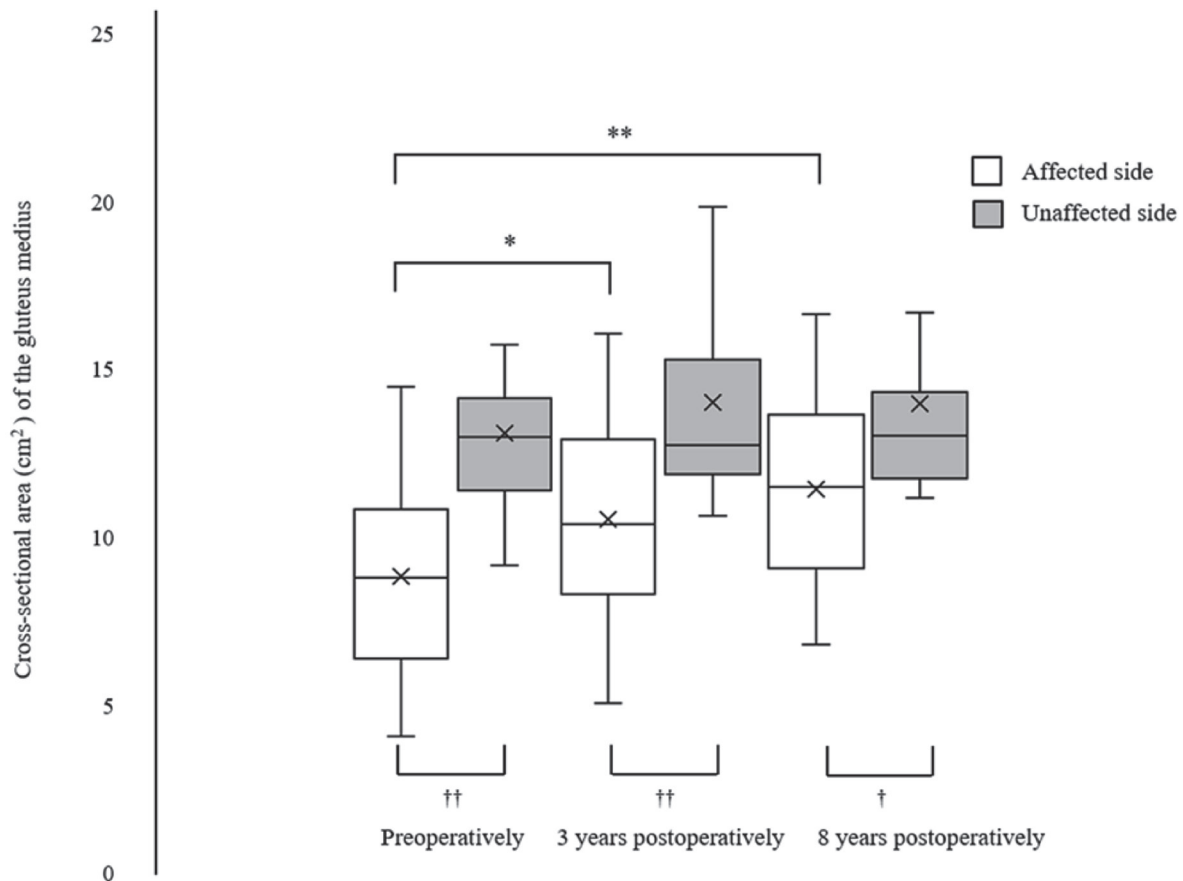 25
20
15
10
5
0
Cross-sectional area (cm²) of the gluteus medius
**
*
Affected side
Unaffected side
†† †† †
Preoperatively 3 years postoperatively 8 years postoperatively